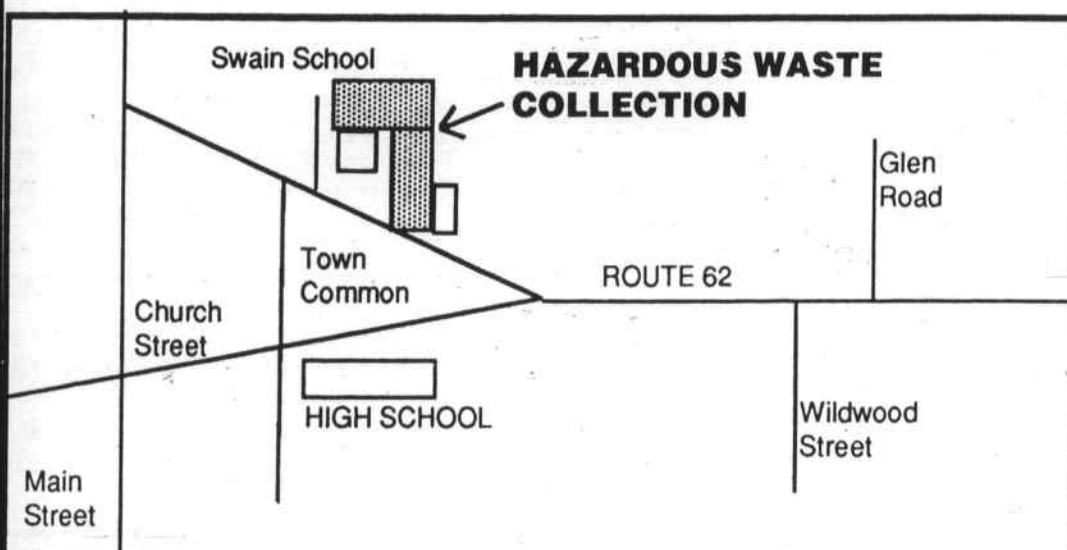 Swain School
HAZARDOUS WASTE
COLLECTION
Glen
Road
Town
Common
ROUTE 62
Church
Street
HIGH SCHOOL
Wildwood
Street
Main
Street